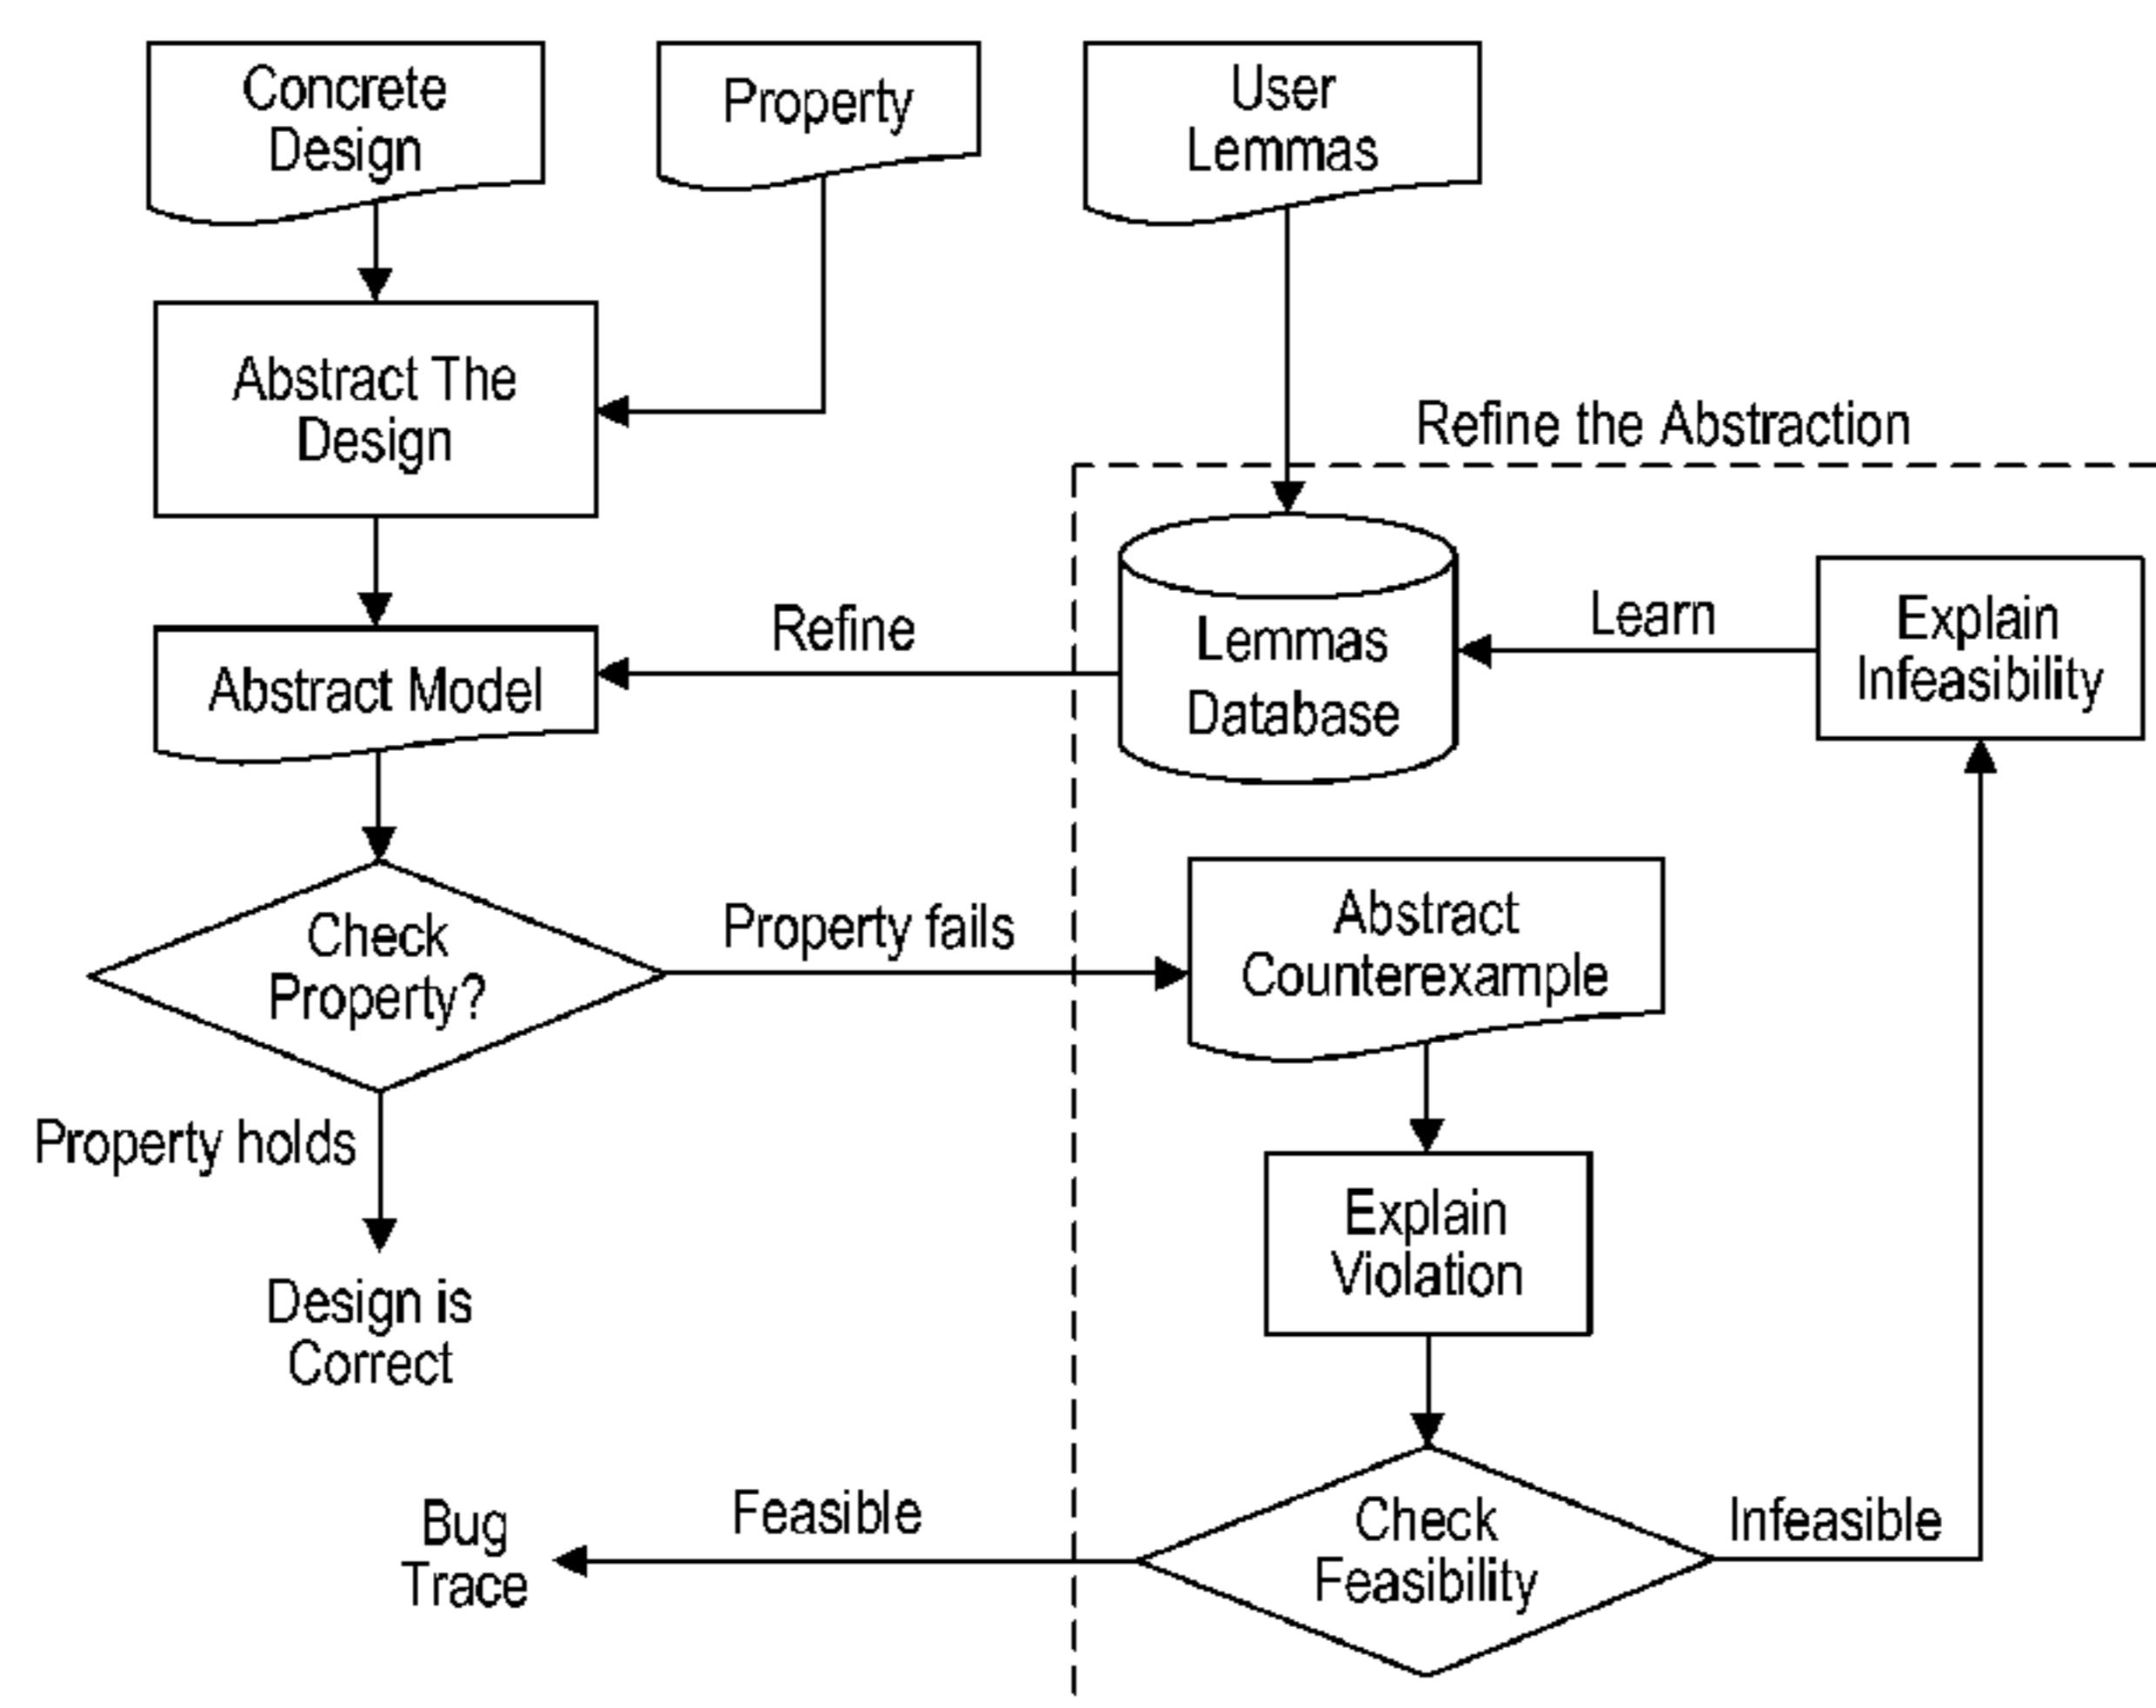 Concrete
Design
Property
User
Lemmas
Abstract The
Design
Refine the Abstraction
Abstract Model
Refine
Lemmas
Database
Learn
Explain
Infeasibility
Check
Property?
Property fails
Abstract
Counterexample
Property holds
Explain
Violation
Design is
Correct
Bug
Trace
Feasible
Check
Feasibility
Infeasible